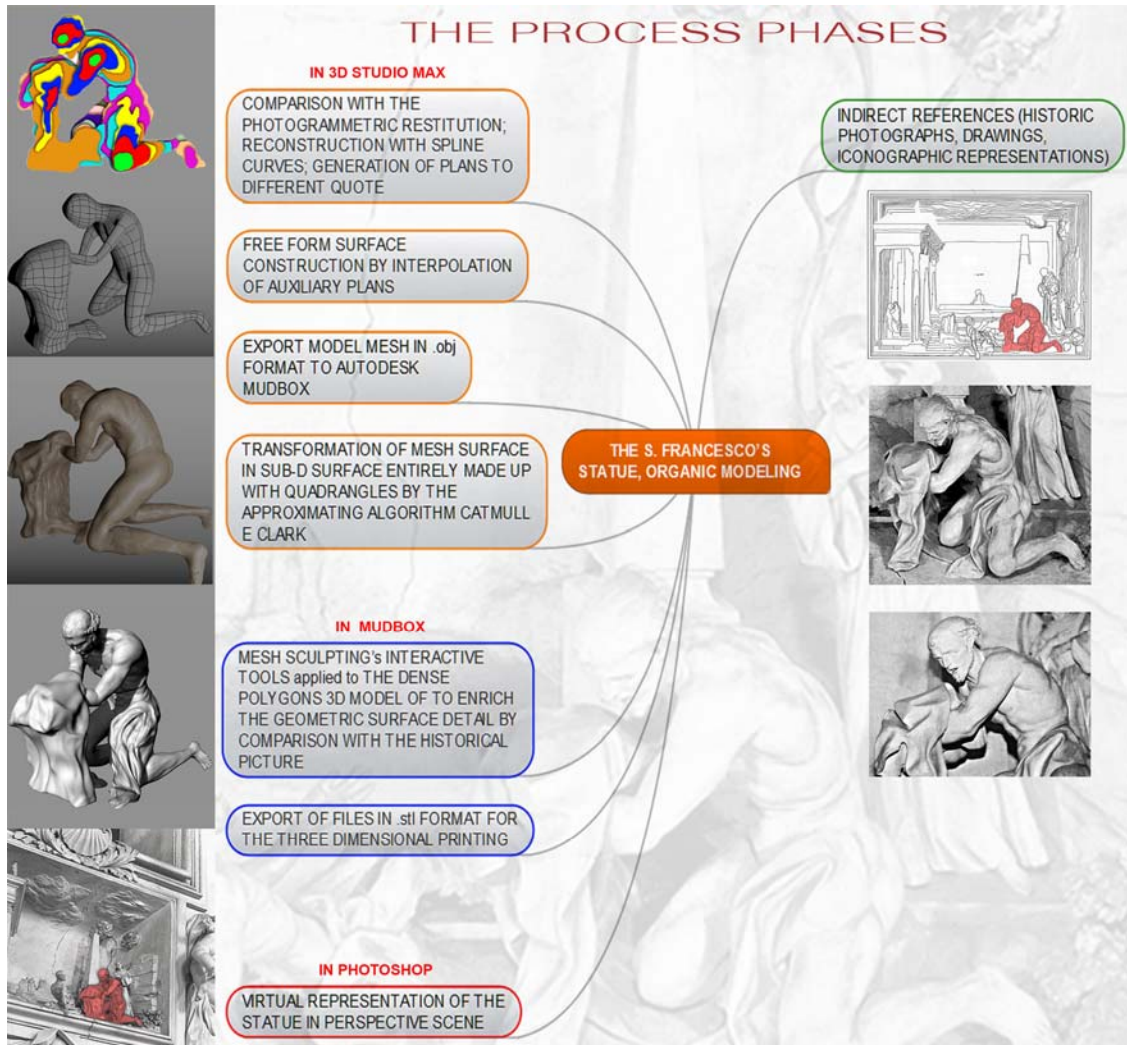 THE PROCESS PHASES
IN 3D STUDIO MAX
COMPARISON WITH THE
PHOTOGRAMMETRIC RESTITUTION;
RECONSTRUCTION WITH SPLINE
CURVES; GENERATION OF PLANS TO
DIFFERENT QUOTE
FREE FORM SURFACE
CONSTRUCTION BY INTERPOLATION
OF AUXILIARY PLANS
EXPORT MODEL MESH IN .obj
FORMAT TO AUTODESK
MUDBOX
TRANSFORMATION OF MESH SURFACE
IN SUB-D SURFACE ENTIRELY MADE UP
WITH QUADRANGLES BY THE
APPROXIMATING ALGORITHM CATMULL
E CLARK
IN MUDBOX
MESH SCULPTING's INTERACTIVE
TOOLS applied to THE DENSE
POLYGONS 3D MODEL OF TO ENRICH
THE GEOMETRIC SURFACE DETAIL BY
COMPARISON WITH THE HISTORICAL
PICTURE
EXPORT OF FILES IN .stl FORMAT FOR
THE THREE DIMENSIONAL PRINTING
IN PHOTOSHOP
VIRTUAL REPRESENTATION OF THE
STATUE IN PERSPECTIVE SCENE
THE S. FRANCESCO'S
STATUE, ORGANIC MODELING
INDIRECT REFERENCES (HISTORIC
PHOTOGRAPHS, DRAWINGS,
ICONOGRAPHIC REPRESENTATIONS)